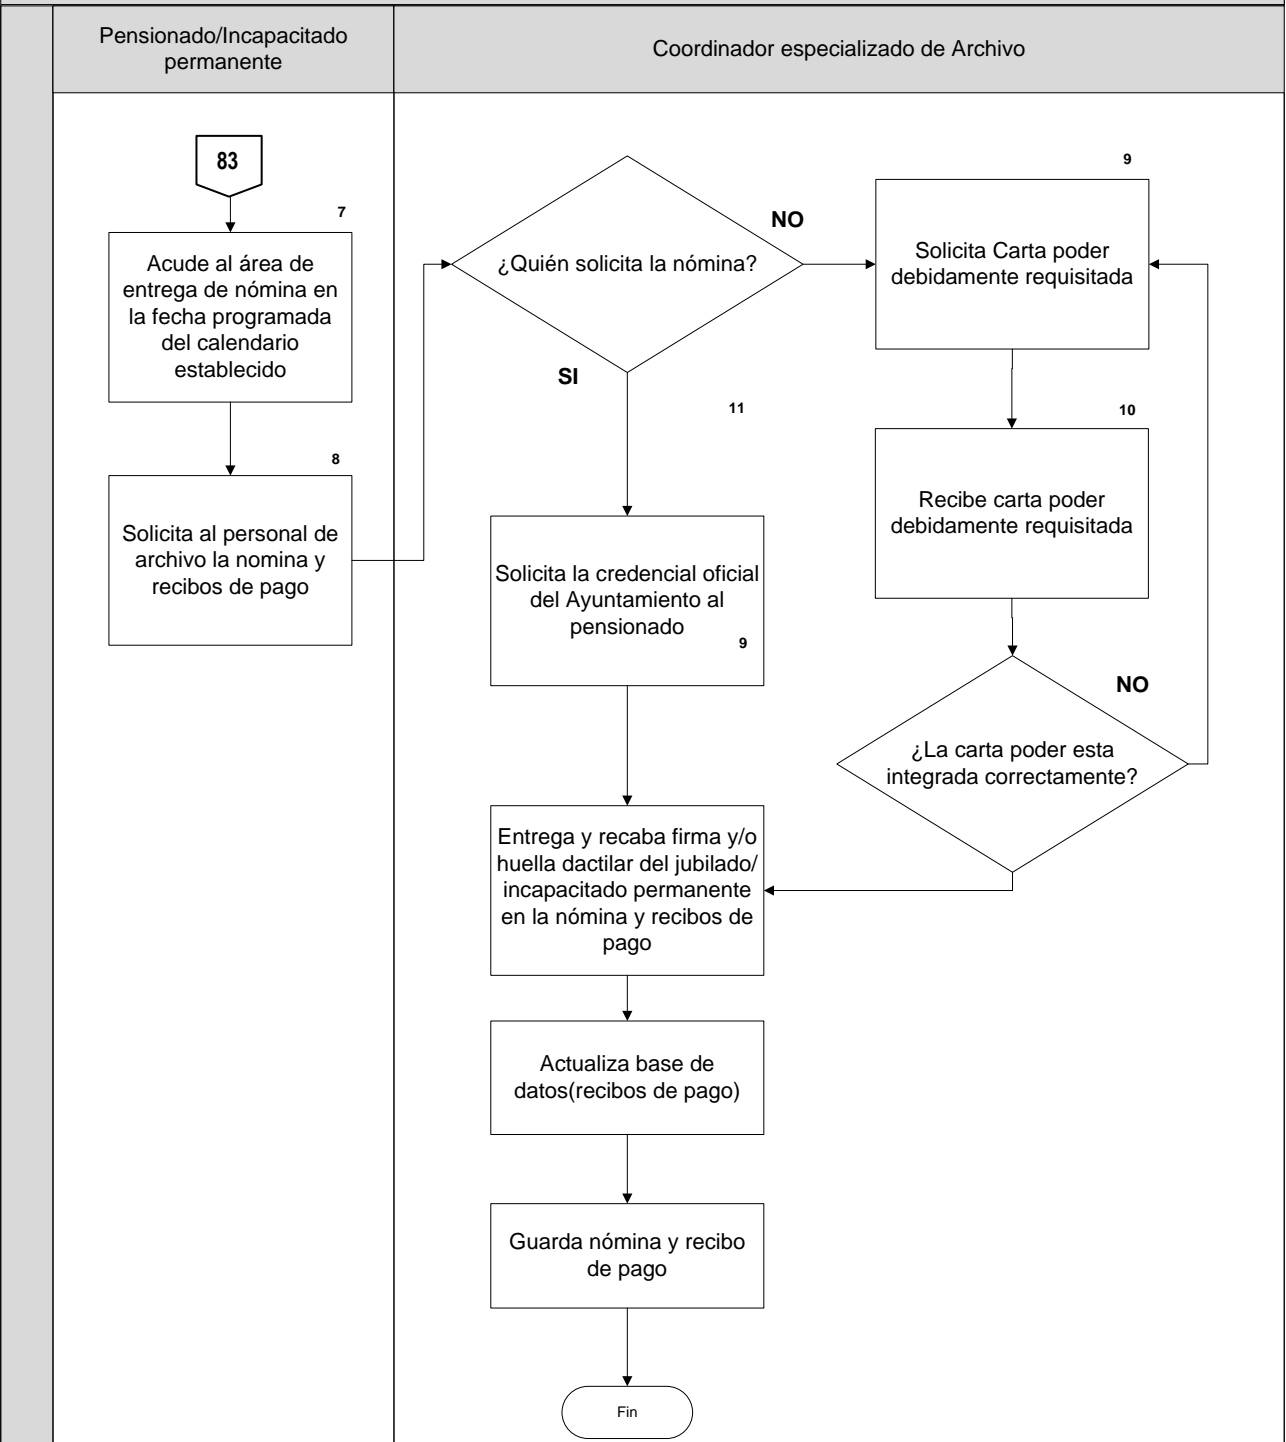 Pensionado/Incapacitado
permanente
Coordinador especializado de Archivo
83
7
Acude al área de
entrega de nómina en
la fecha programada
del calendario
establecido
8
Solicita al personal de
archivo la nomina y
recibos de pago
¿Quién solicita la nómina?
NO
SI
9
Solicita Carta poder
debidamente requisitada
10
Recibe carta poder
debidamente requisitada
NO
¿La carta poder esta
integrada correctamente?
11
Solicita la credencial oficial
del Ayuntamiento al
pensionado
9
Entrega y recaba firma y/o
huella dactilar del jubilado/
incapacitado permanente
en la nómina y recibos de
pago
Actualiza base de
datos(recibos de pago)
Guarda nómina y recibo
de pago
Fin